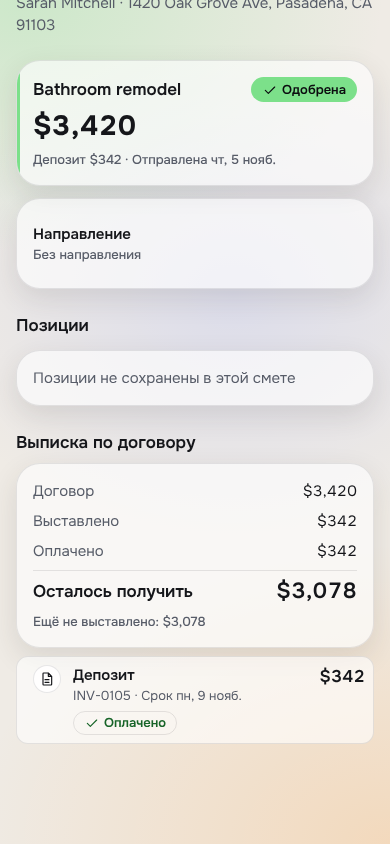 Sarah Mitchell · 1420 Oak Grove Ave, Pasadena, CA
91103
Bathroom remodel
Одобрена
$3,420
Депозит $342 · Отправлена чт, 5 нояб.
Направление
Без направления
Позиции
Позиции не сохранены в этой смете
Выписка по договору
Договор $3,420
Выставлено $342
Оплачено $342
Осталось получить $3,078
Ещё не выставлено: $3,078
Депозит $342
INV-0105 · Срок пн, 9 нояб.
Оплачено